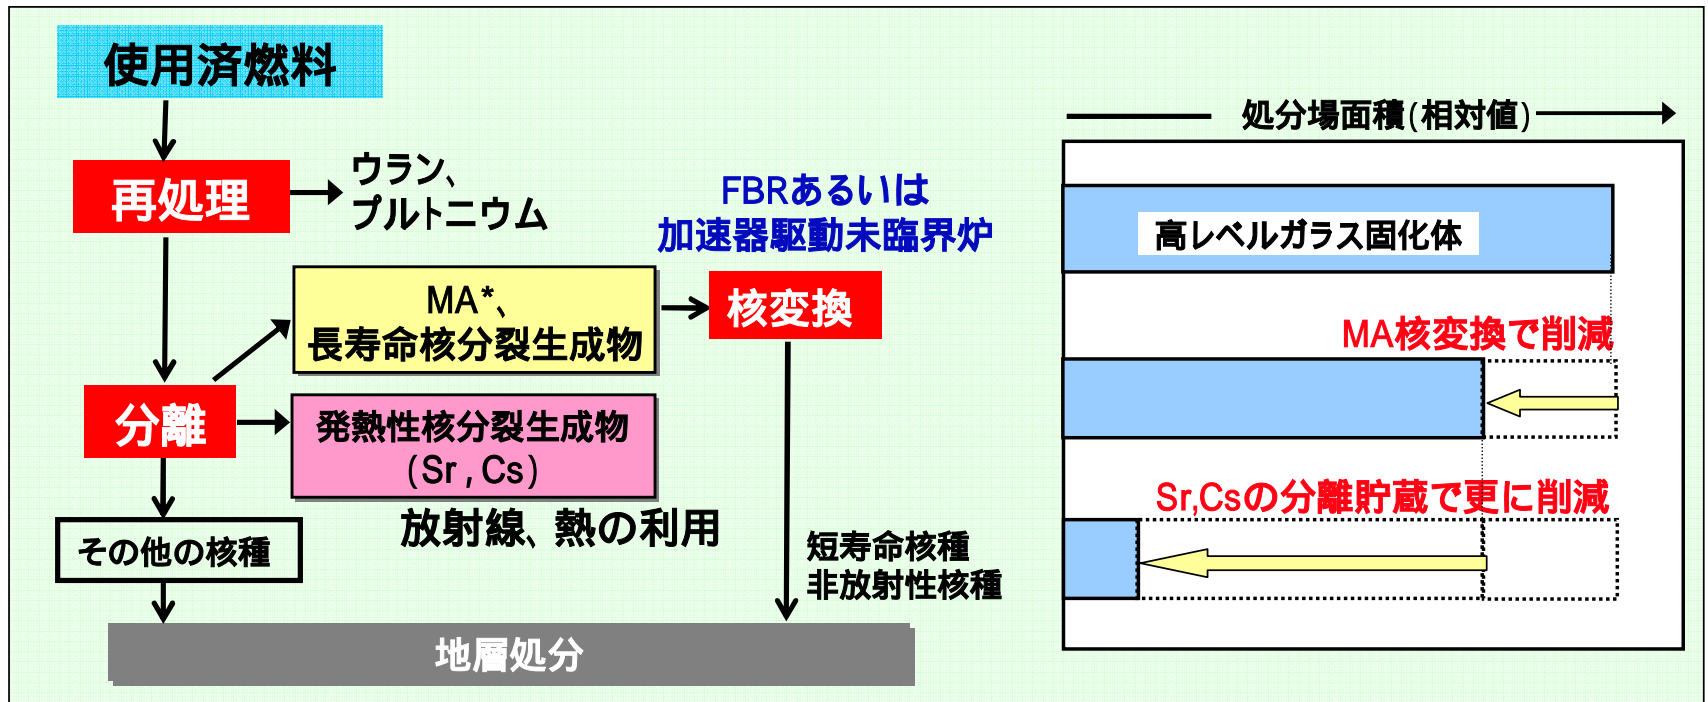 使用済燃料
再処理
ウラン、
プルトニウム
FBRあるいは
加速器駆動未臨界炉
MA*、
長寿命核分裂生成物
核変換
分離
発熱性核分裂生成物
(Sr , Cs)
放射線、熱の利用
その他の核種
短寿命核種
非放射性核種
地層処分
処分場面積(相対値)
高レベルガラス固化体
MA核変換で削減
Sr,Csの分離貯蔵で更に削減